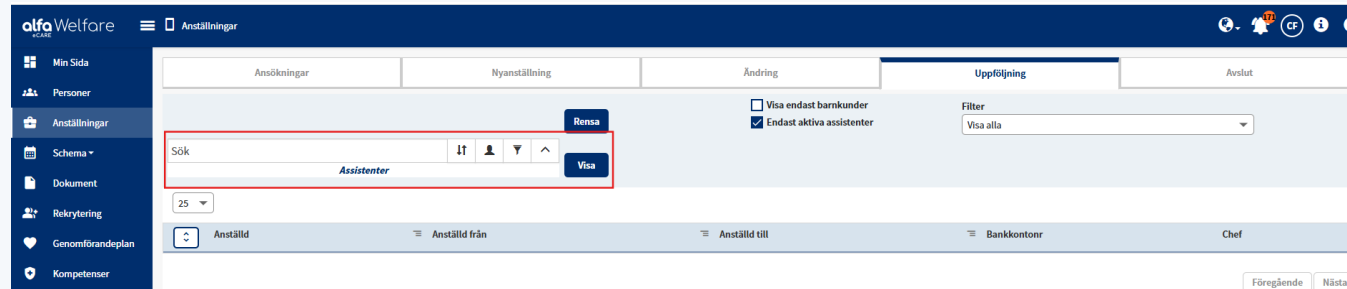 alfa Welfare
eCARE
Anställningar
171
CF
Min Sida
Personer
Anställningar
Schema
Dokument
Rekrytering
Genomförandeplan
Kompetenser
Ansökningar
Nyanställning
Ändring
Uppföljning
Avslut
Rensa
Visa endast barnkunder
Endast aktiva assistenter
Filter
Visa alla
Sök
Assistenter
Visa
25
Anställd
Anställd från
Anställd till
Bankkontonr
Chef
Föregående
Nästa